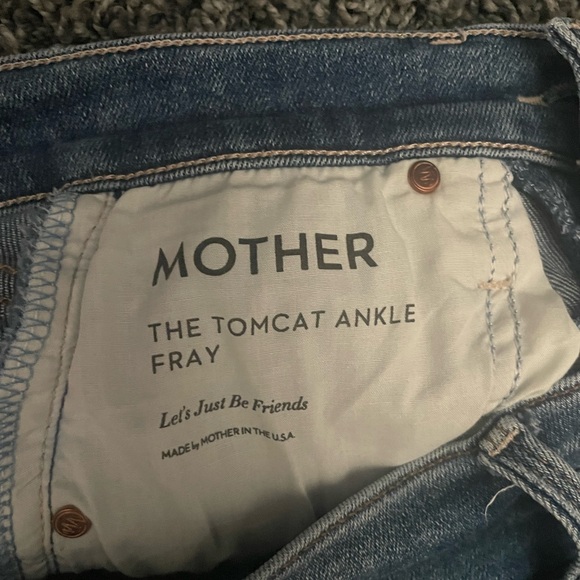 MOTHER
THE TOMCAT ANKLE
FRAY
Let's Just Be Friends
MADE by MOTHER IN THE U.S.A.